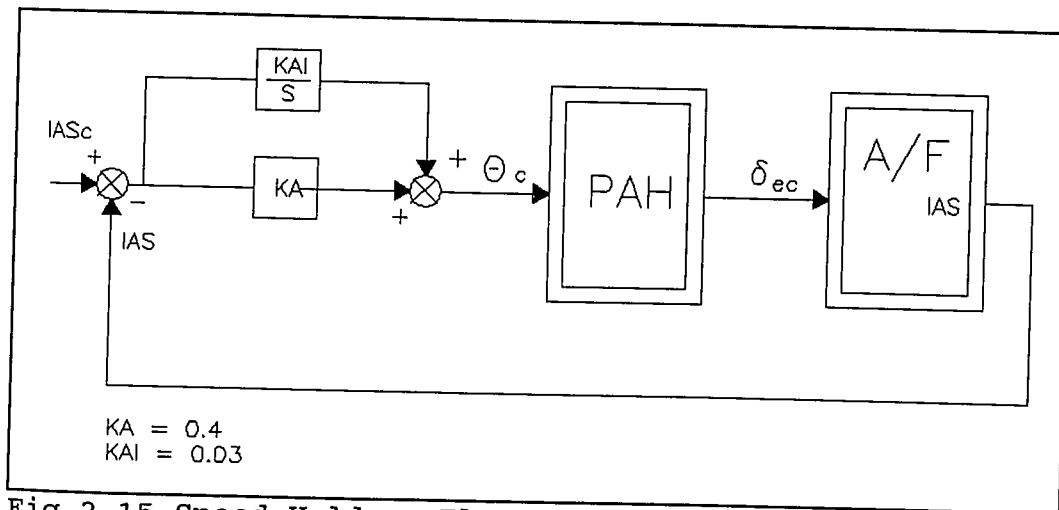 KAI
S
IASc
+
-
IAS
KA
+
+
Θc
PAH
δec
A/F
IAS
KA = 0.4
KAI = 0.03
Fig 2.15 Speed Hold